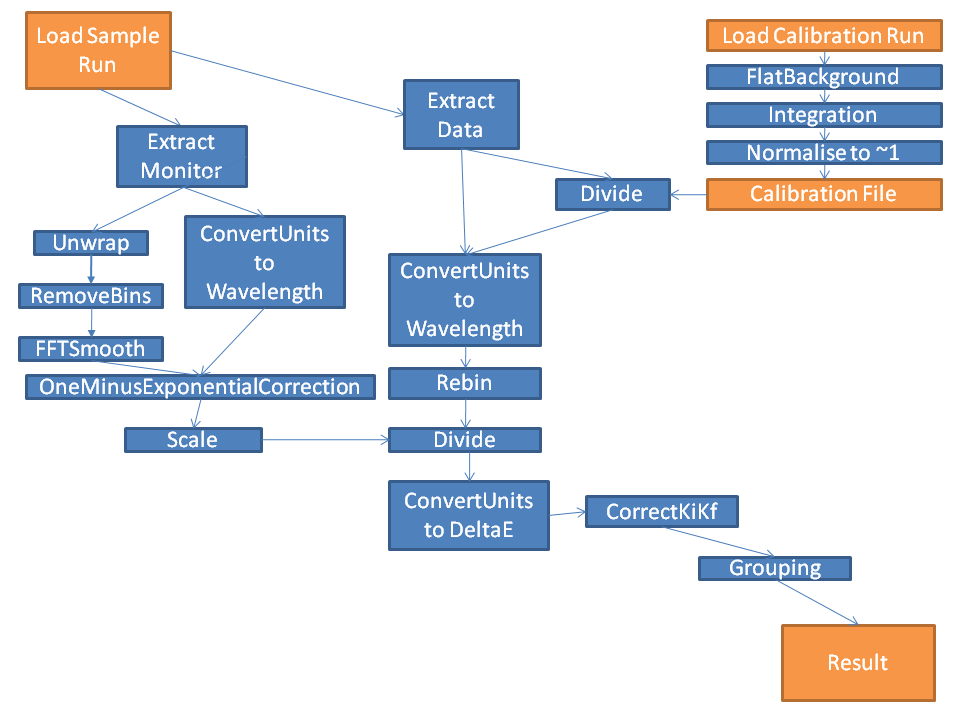 Load Sample
Run
Load Calibration Run
FlatBackground
Extract
Data
Integration
Extract
Monitor
Normalise to ~1
Divide
Calibration File
Unwrap
ConvertUnits
to
Wavelength
RemoveBins
ConvertUnits
to
Wavelength
FFTSmooth
OneMinusExponentialCorrection
Rebin
Scale
Divide
ConvertUnits
to DeltaE
CorrectKiKf
Grouping
Result